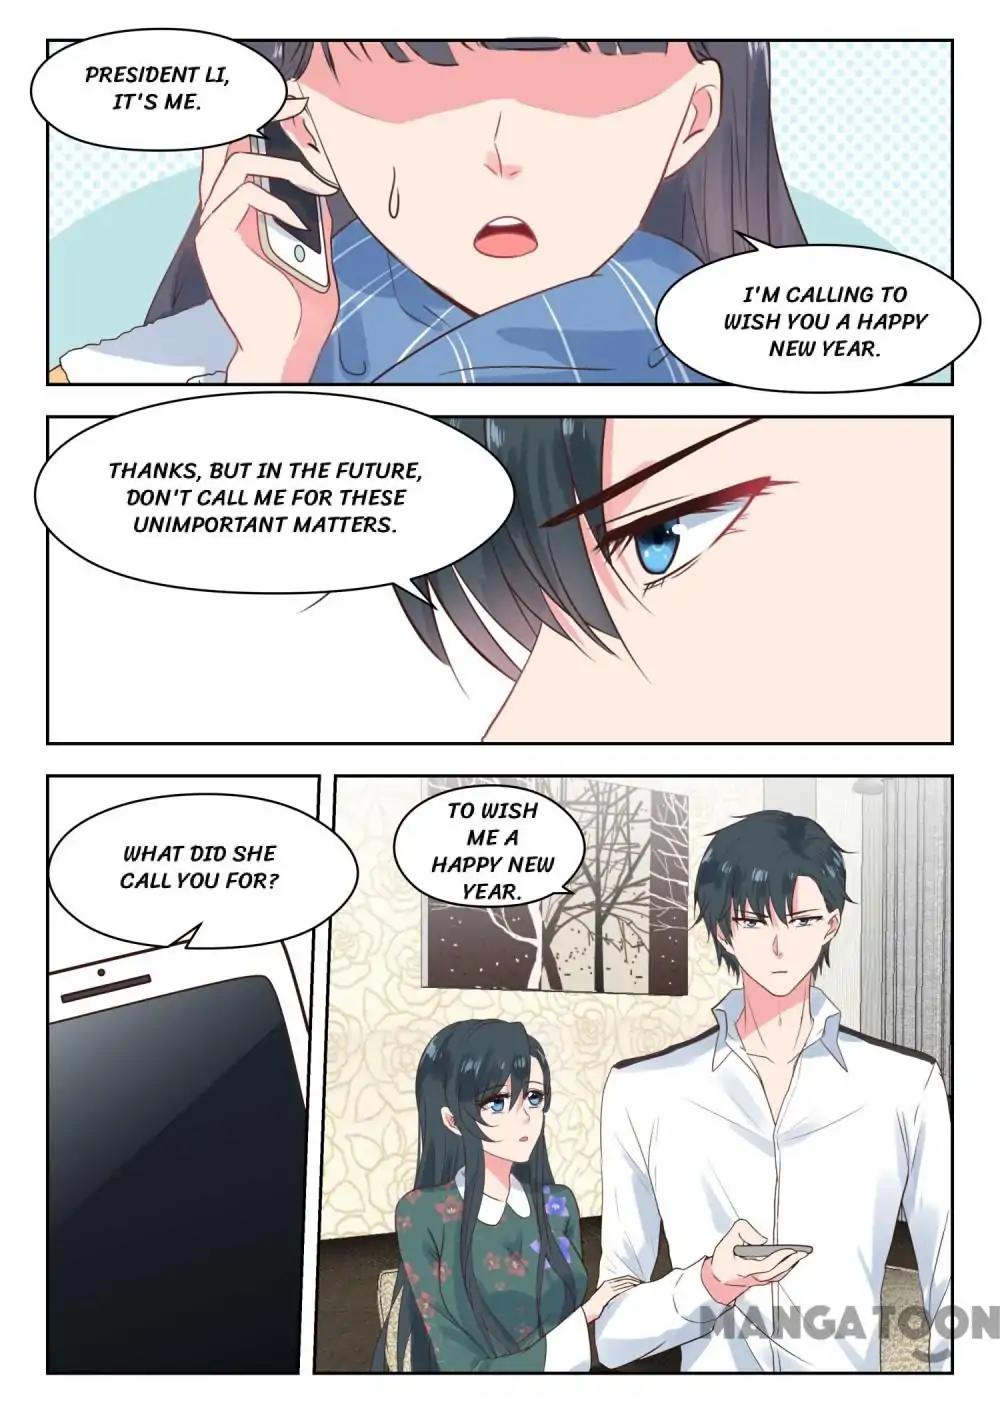 PRESIDENT LI,
IT'S ME.
I'M CALLING TO
WISH YOU A HAPPY
NEW YEAR.
THANKS, BUT IN THE FUTURE,
DON'T CALL ME FOR THESE
UNIMPORTANT MATTERS.
WHAT DID SHE
CALL YOU FOR?
TO WISH
ME A
HAPPY NEW
YEAR.
MANGATOON